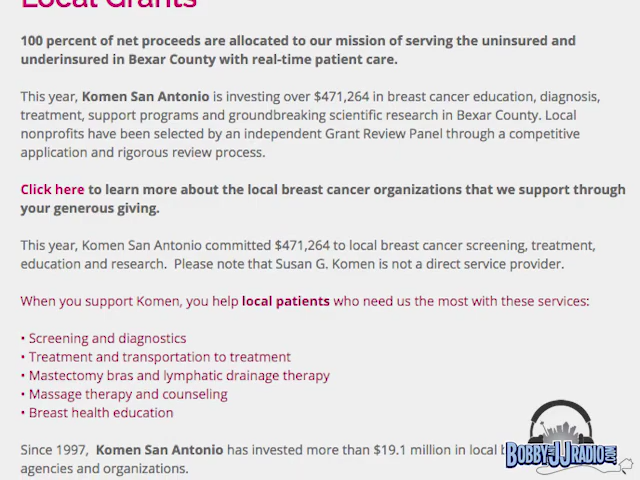 Local Grants
100 percent of net proceeds are allocated to our mission of serving the uninsured and
underinsured in Bexar County with real-time patient care.
This year, Komen San Antonio is investing over $471,264 in breast cancer education, diagnosis,
treatment, support programs and groundbreaking scientific research in Bexar County. Local
nonprofits have been selected by an independent Grant Review Panel through a competitive
application and rigorous review process.
Click here to learn more about the local breast cancer organizations that we support through
your generous giving.
This year, Komen San Antonio committed $471,264 to local breast cancer screening, treatment,
education and research.  Please note that Susan G. Komen is not a direct service provider.
When you support Komen, you help local patients who need us the most with these services:
• Screening and diagnostics
• Treatment and transportation to treatment
• Mastectomy bras and lymphatic drainage therapy
• Massage therapy and counseling
• Breast health education
Since 1997,  Komen San Antonio has invested more than $19.1 million in local
agencies and organizations.
BOBBY JJRADIO